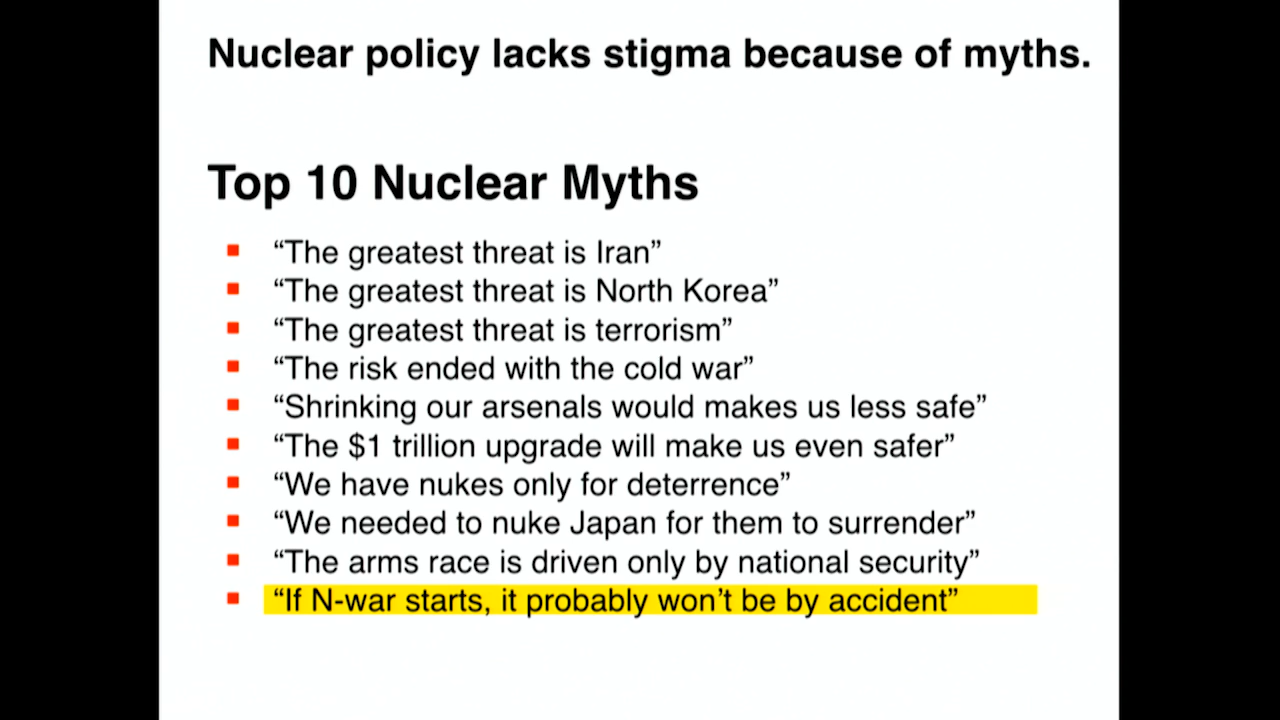 Nuclear policy lacks stigma because of myths.
Top 10 Nuclear Myths
“The greatest threat is Iran”
“The greatest threat is North Korea”
“The greatest threat is terrorism”
“The risk ended with the cold war”
“Shrinking our arsenals would makes us less safe”
“The $1 trillion upgrade will make us even safer”
“We have nukes only for deterrence”
“We needed to nuke Japan for them to surrender”
“The arms race is driven only by national security”
“If N-war starts, it probably won’t be by accident”